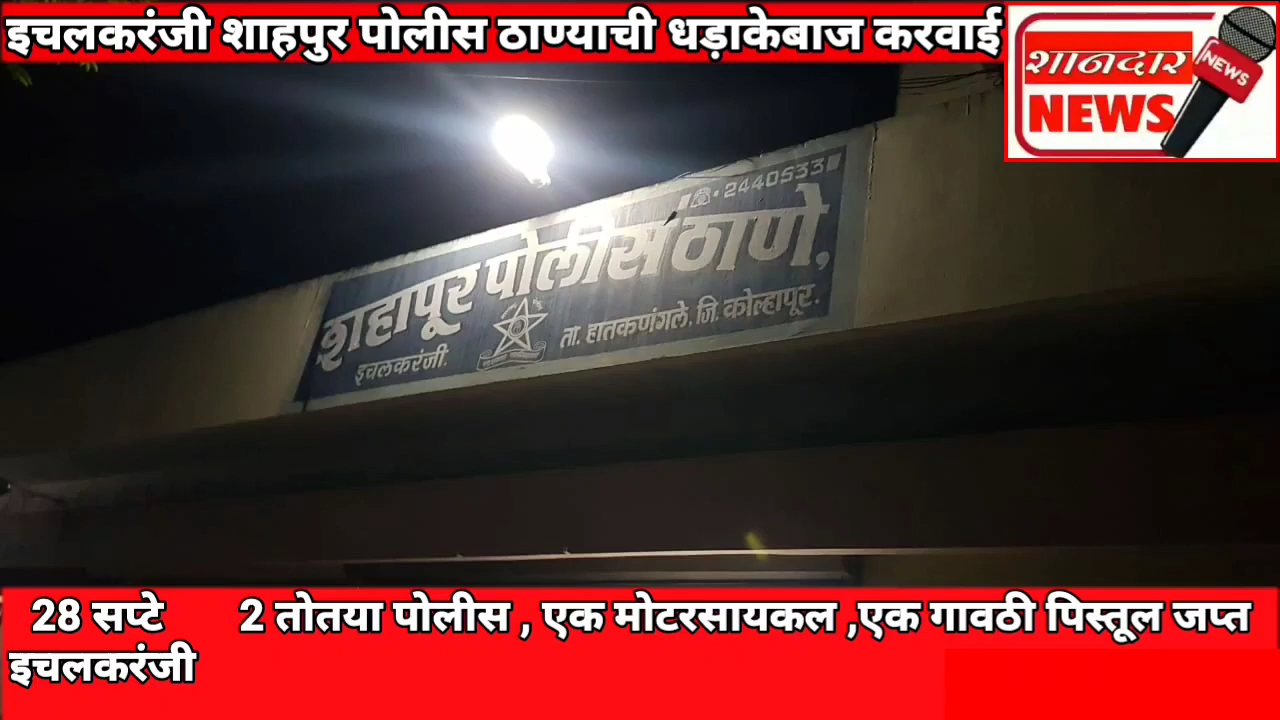 इचलकरंजी शाहपुर पोलीस ठाण्याची धड़ाकेबाज करवाई
शानदार
NEWS
NEWS
☎. 2440533
शहापूर पोलीस ठाणे,
इचलकरंजी. ता. हातकणंगले. जि. कोल्हापूर.
28 सप्टे 2 तोतया पोलीस , एक मोटरसायकल ,एक गावठी पिस्तूल जप्त
इचलकरंजी